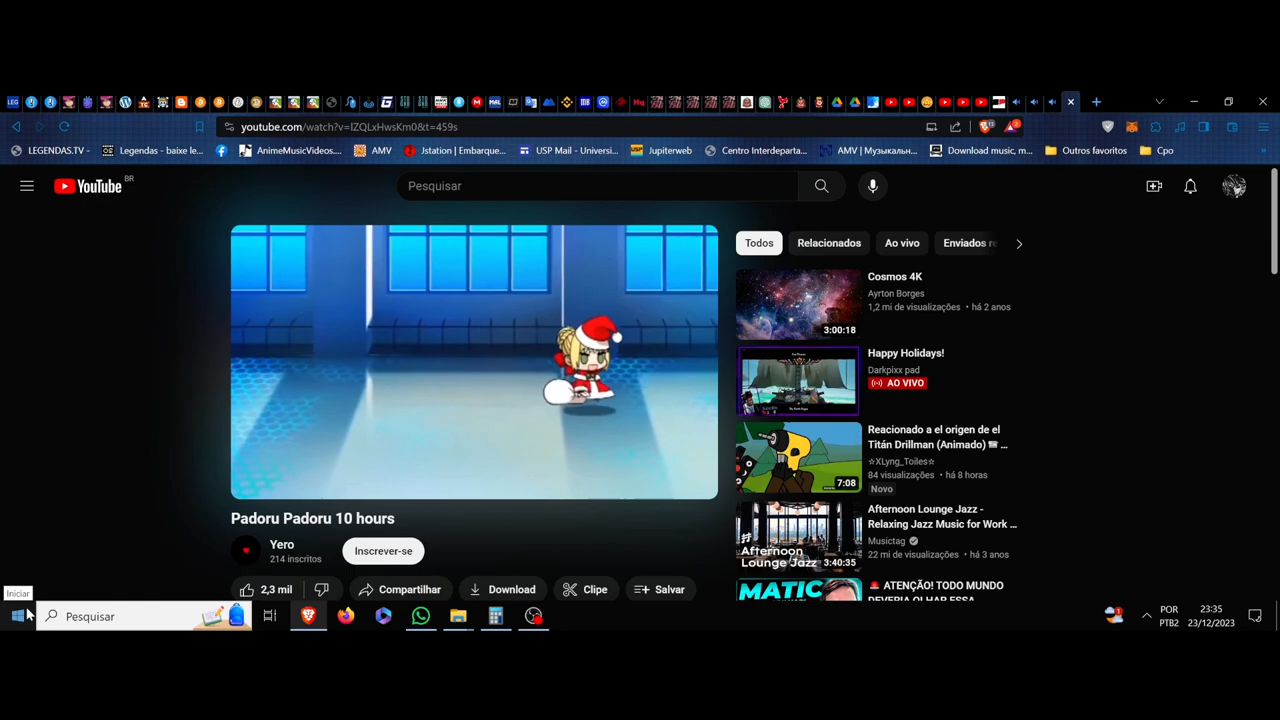 youtube.com/watch?v=IZQLxHwsKm0&t=459s
LEGENDAS.TV -
Legendas - baixe le...
AnimeMusicVideos....
AMV
Jstation | Embarque...
USP Mail - Universi...
Jupiterweb
Centro Interdeparta...
AMV | Музыкальн...
Download music, m...
Outros favoritos
Cpo
YouTube BR
Pesquisar
Todos
Relacionados
Ao vivo
Enviados re
Cosmos 4K
Ayrton Borges
1,2 mi de visualizações • há 2 anos
3:00:18
Happy Holidays!
Darkpixx pad
AO VIVO
Reacionado a el origen de el
Titán Drillman (Animado) ...
☆XLyng_Toiles☆
84 visualizações • há 8 horas
7:08
Novo
Afternoon Lounge Jazz -
Relaxing Jazz Music for Work ...
Musictag
22 mi de visualizações • há 3 anos
Afternoon
Lounge Jazz
3:40:35
MATIC
🚨 ATENÇÃO! TODO MUNDO
DEVERIA OLHAR ESSA
Padoru Padoru 10 hours
Yero
214 inscritos
Inscrever-se
2,3 mil
Compartilhar
Download
Clipe
Salvar
Iniciar
Pesquisar
POR
PTB2
23:35
23/12/2023